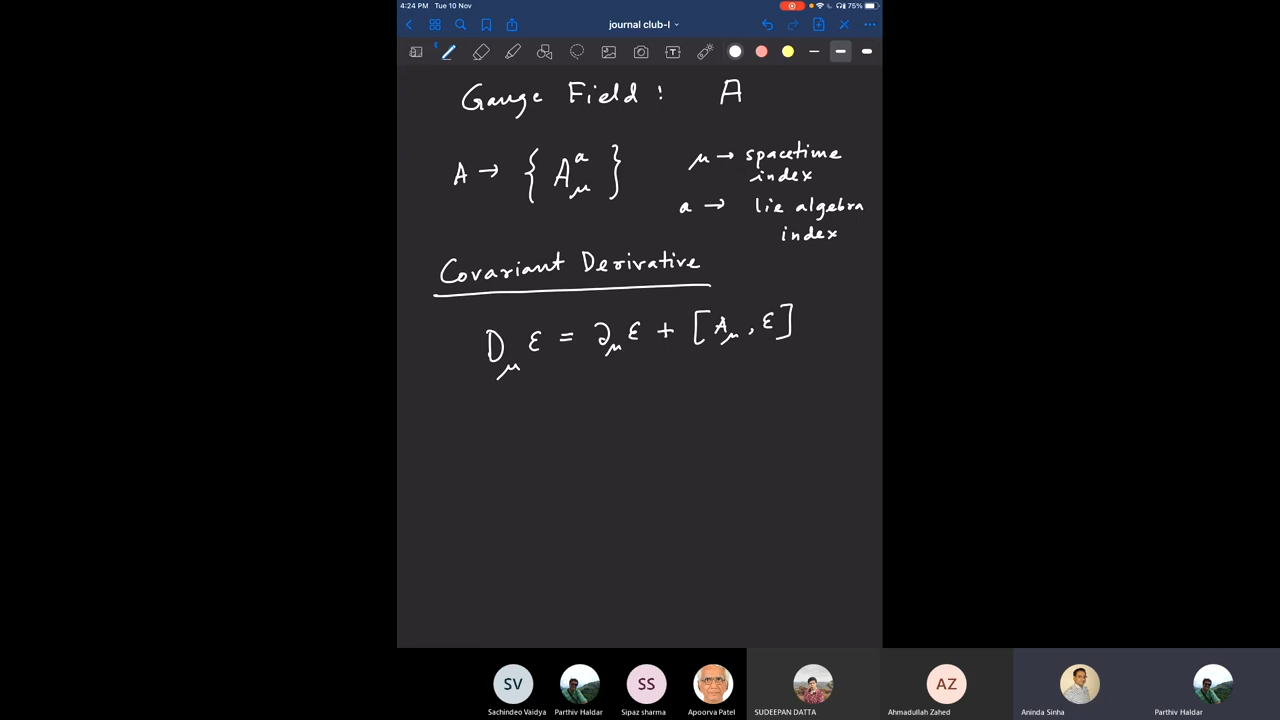 4:24 PM Tue 10 Nov
75%
journal club-I
Gauge Field : A
A → { A^a_μ }
μ → spacetime
index
a → lie algebra
index
Covariant Derivative
D_μ ε = ∂_μ ε + [A_μ, ε]
SV
SS
AZ
Sachindeo Vaidya
Parthiv Haldar
Sipaz sharma
Apoorva Patel
SUDEEPAN DATTA
Ahmadullah Zahed
Aninda Sinha
Parthiv Haldar